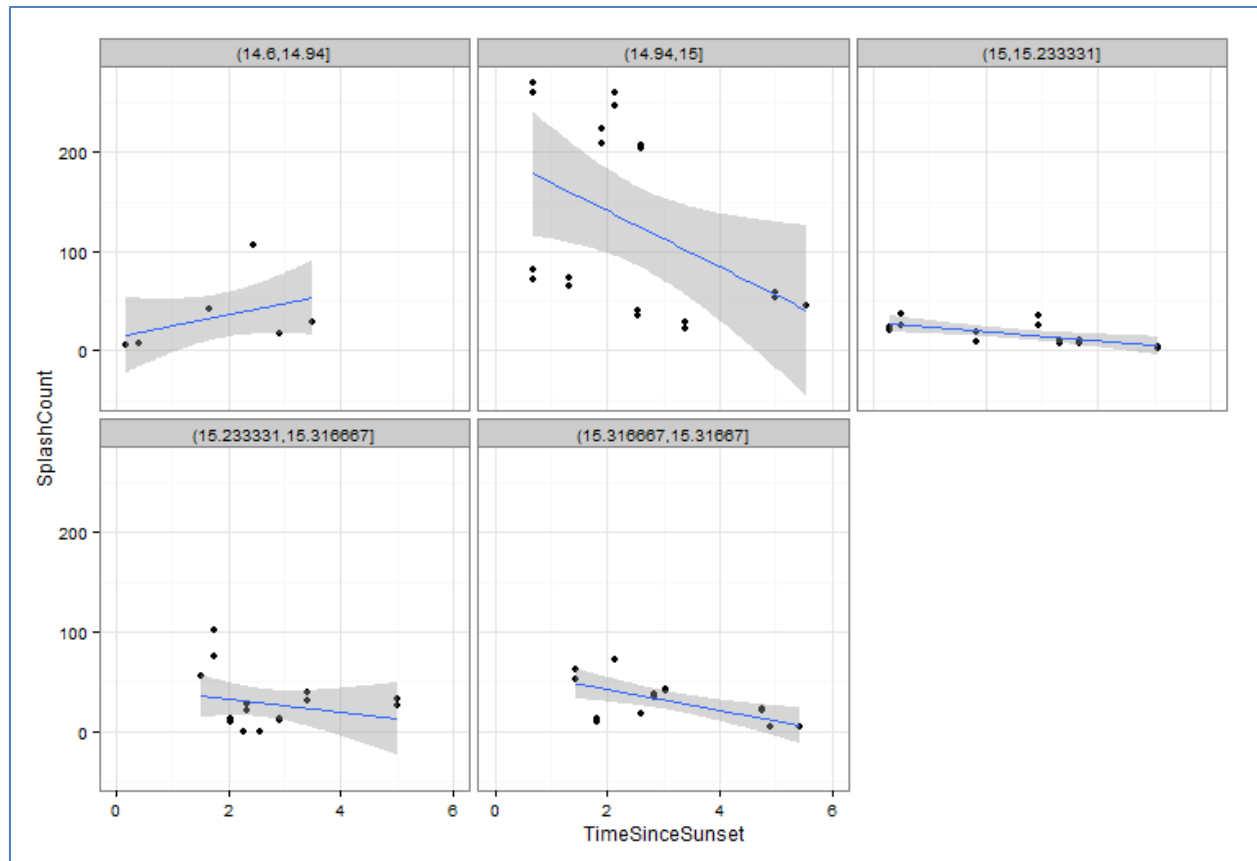 (14.6,14.94]
(14.94,15]
(15,15.233331]
200
100
0
SplashCount
(15.233331,15.316667]
(15.316667,15.31667]
200
100
0
0 2 4 6
0 2 4 6
TimeSinceSunset